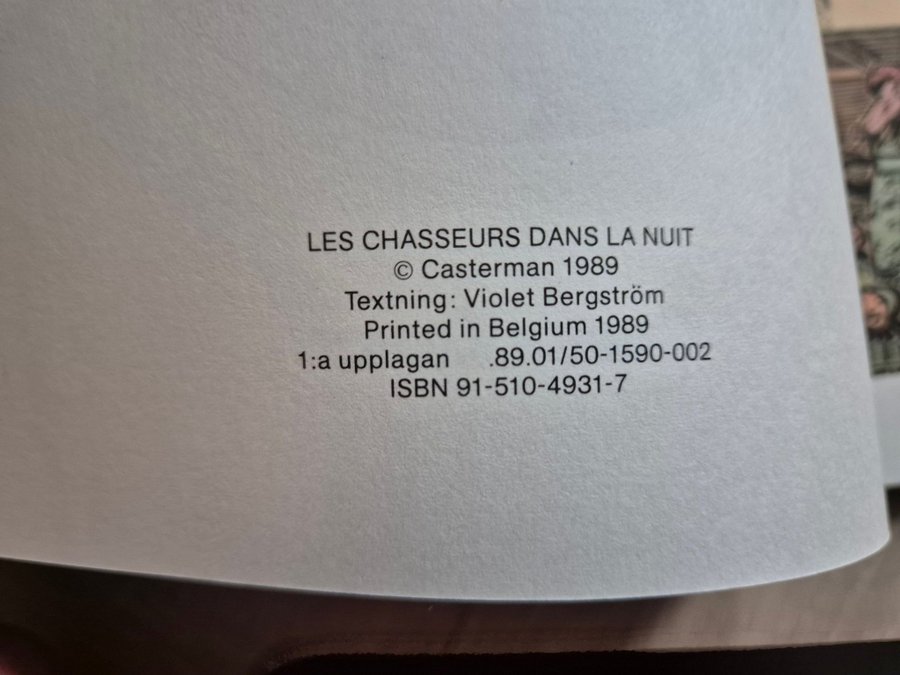 LES CHASSEURS DANS LA NUIT
© Casterman 1989
Textning: Violet Bergström
Printed in Belgium 1989
1:a upplagan .89.01/50-1590-002
ISBN 91-510-4931-7